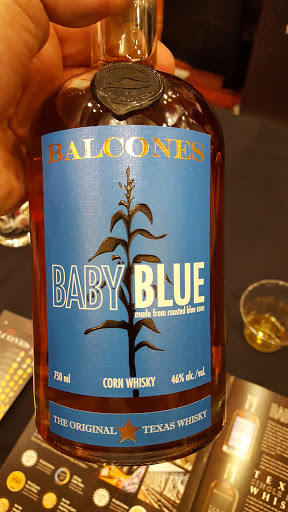 BALCONES
BABY BLUE
made from roasted blue corn
750 ml CORN WHISKY 46% alc./vol.
THE ORIGINAL ★ TEXAS WHISKY